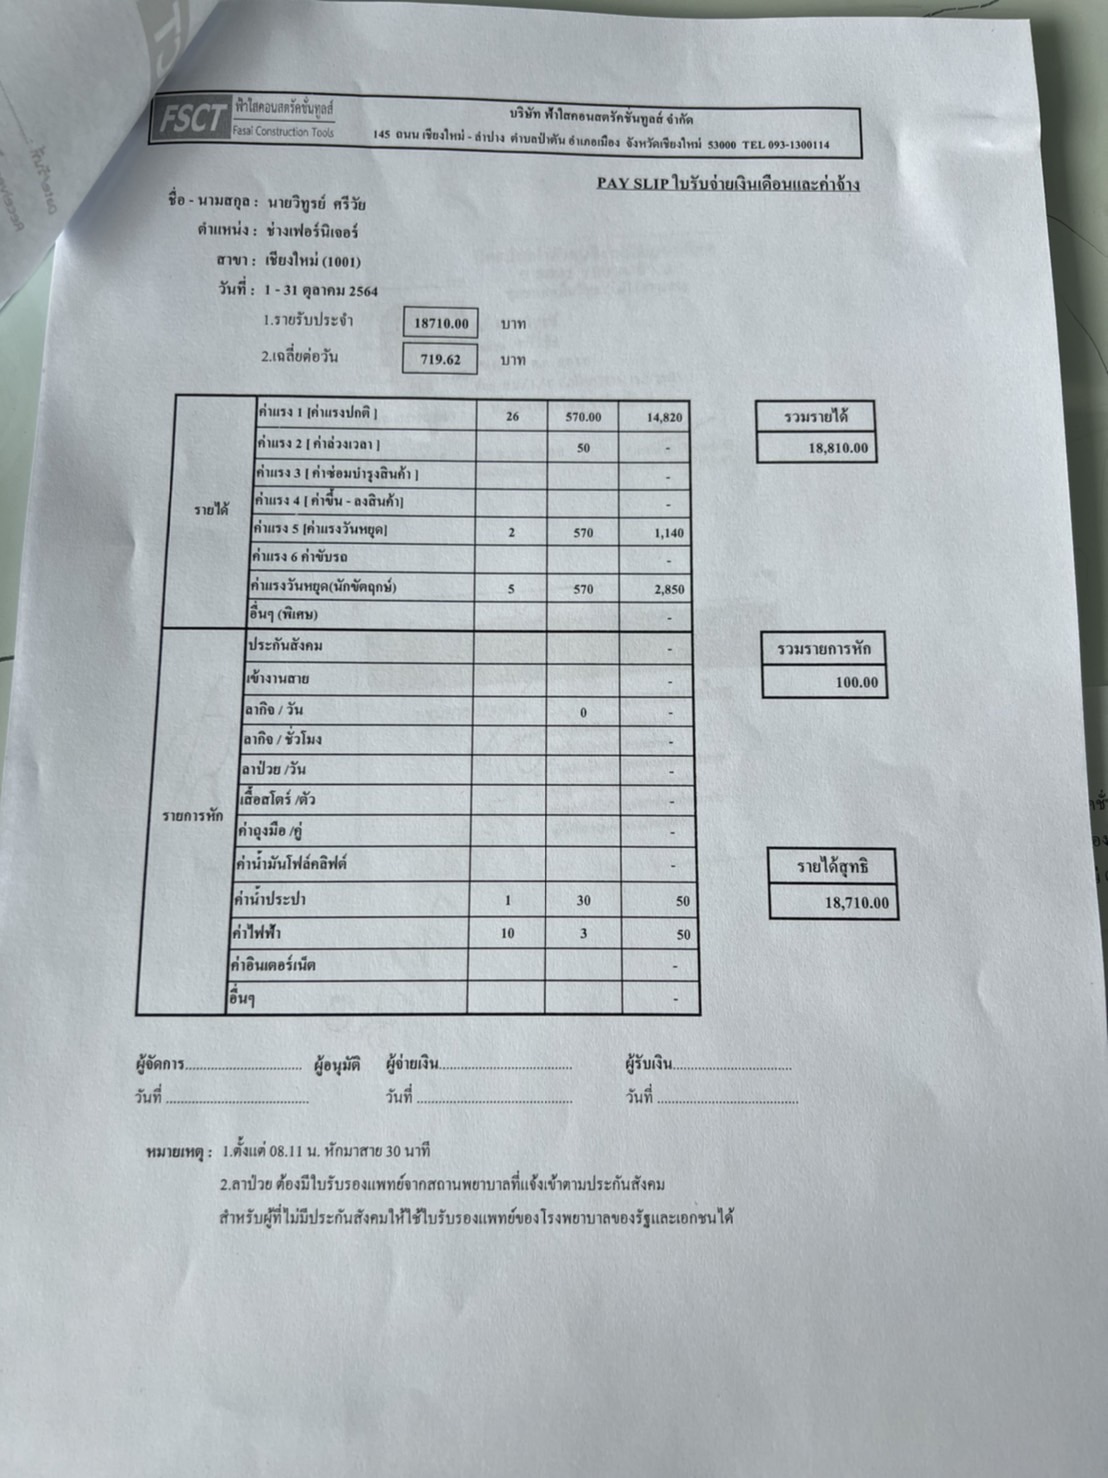 FSCT
ฟ้าใสคอนสตรัคชั่นทูลส์
Fasai Construction Tools
บริษัท ฟ้าใสคอนสตรัคชั่นทูลส์ จำกัด
145 ถนน เชียงใหม่ - ลำปาง ตำบลป่าตัน อำเภอเมือง จังหวัดเชียงใหม่ 53000 TEL 093-1300114
PAY SLIP ใบรับจ่ายเงินเดือนและค่าจ้าง
ชื่อ - นามสกุล : นายวิทูรย์ ศรีวัย
ตำแหน่ง : ช่างเฟอร์นิเจอร์
สาขา : เชียงใหม่ (1001)
วันที่ : 1 - 31 ตุลาคม 2564
1.รายรับประจำ 18710.00 บาท
2.เฉลี่ยต่อวัน 719.62 บาท
รายได้
ค่าแรง 1 [ค่าแรงปกติ ] 26 570.00 14,820
ค่าแรง 2 [ ค่าล่วงเวลา ] 50 -
ค่าแรง 3 [ ค่าซ่อมบำรุงสินค้า ] -
ค่าแรง 4 [ ค่าขึ้น - ลงสินค้า] -
ค่าแรง 5 [ค่าแรงวันหยุด] 2 570 1,140
ค่าแรง 6 ค่าขับรถ -
ค่าแรงวันหยุด(นักขัตฤกษ์) 5 570 2,850
อื่นๆ (พิเศษ) -
รวมรายได้
18,810.00
รายการหัก
ประกันสังคม -
เข้างานสาย -
ลากิจ / วัน 0 -
ลากิจ / ชั่วโมง -
ลาป่วย /วัน -
เสื้อสโตร์ /ตัว -
ค่าถุงมือ /คู่ -
ค่าน้ำมันโฟล์คลิฟต์ -
ค่าน้ำประปา 1 30 50
ค่าไฟฟ้า 10 3 50
ค่าอินเตอร์เน็ต -
อื่นๆ -
รวมรายการหัก
100.00
รายได้สุทธิ
18,710.00
ผู้จัดการ................................ ผู้อนุมัติ ผู้จ่ายเงิน.................................... ผู้รับเงิน................................
วันที่ ....................................... วันที่ .......................................... วันที่ ......................................
หมายเหตุ : 1.ตั้งแต่ 08.11 น. หักมาสาย 30 นาที
2.ลาป่วย ต้องมีใบรับรองแพทย์จากสถานพยาบาลที่แจ้งเข้าตามประกันสังคม
สำหรับผู้ที่ไม่มีประกันสังคมให้ใช้ใบรับรองแพทย์ของโรงพยาบาลของรัฐและเอกชนได้